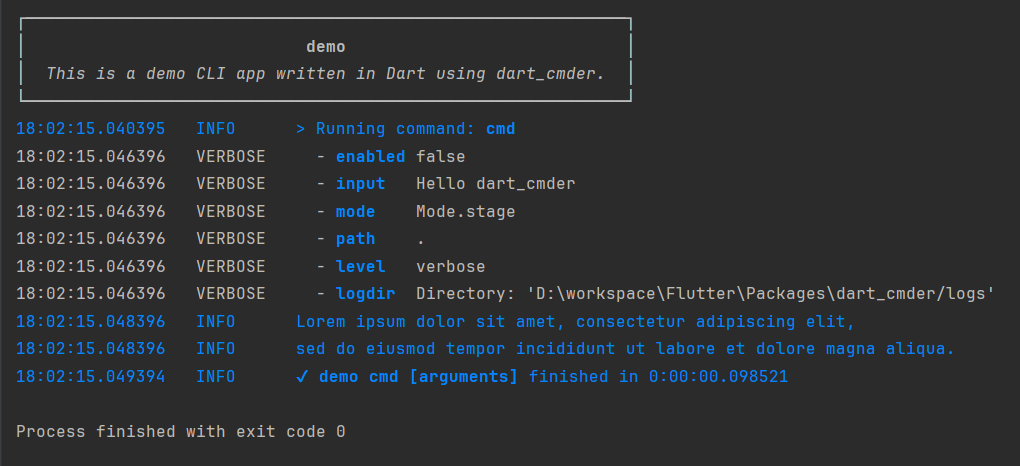 demo
This is a demo CLI app written in Dart using dart_cmder.
18:02:15.040395   INFO      > Running command: cmd
18:02:15.046396   VERBOSE     - enabled false
18:02:15.046396   VERBOSE     - input   Hello dart_cmder
18:02:15.046396   VERBOSE     - mode    Mode.stage
18:02:15.046396   VERBOSE     - path    .
18:02:15.046396   VERBOSE     - level   verbose
18:02:15.046396   VERBOSE     - logdir  Directory: 'D:\workspace\Flutter\Packages\dart_cmder/logs'
18:02:15.048396   INFO      Lorem ipsum dolor sit amet, consectetur adipiscing elit,
18:02:15.048396   INFO      sed do eiusmod tempor incididunt ut labore et dolore magna aliqua.
18:02:15.049394   INFO      ✓ demo cmd [arguments] finished in 0:00:00.098521
Process finished with exit code 0